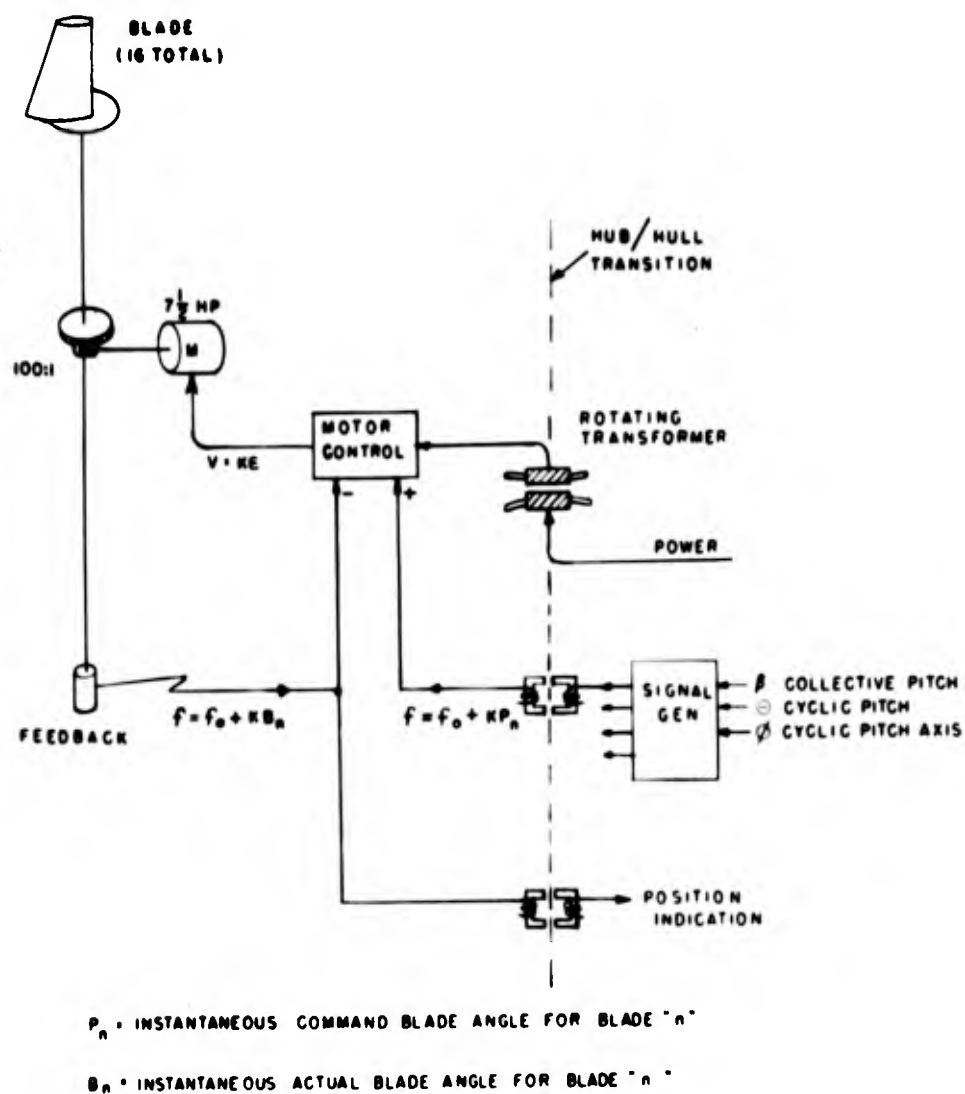 BLADE
(16 TOTAL)
HUB/HULL
TRANSITION
7 1/2 HP
M
100:1
MOTOR
CONTROL
ROTATING
TRANSFORMER
V = KE
- +
POWER
SIGNAL
GEN
β COLLECTIVE PITCH
Θ CYCLIC PITCH
Ø CYCLIC PITCH AXIS
FEEDBACK
f = f₀ + KBₙ
f = f₀ + KPₙ
POSITION
INDICATION
Pₙ = INSTANTANEOUS COMMAND BLADE ANGLE FOR BLADE "n"
Bₙ = INSTANTANEOUS ACTUAL BLADE ANGLE FOR BLADE "n"